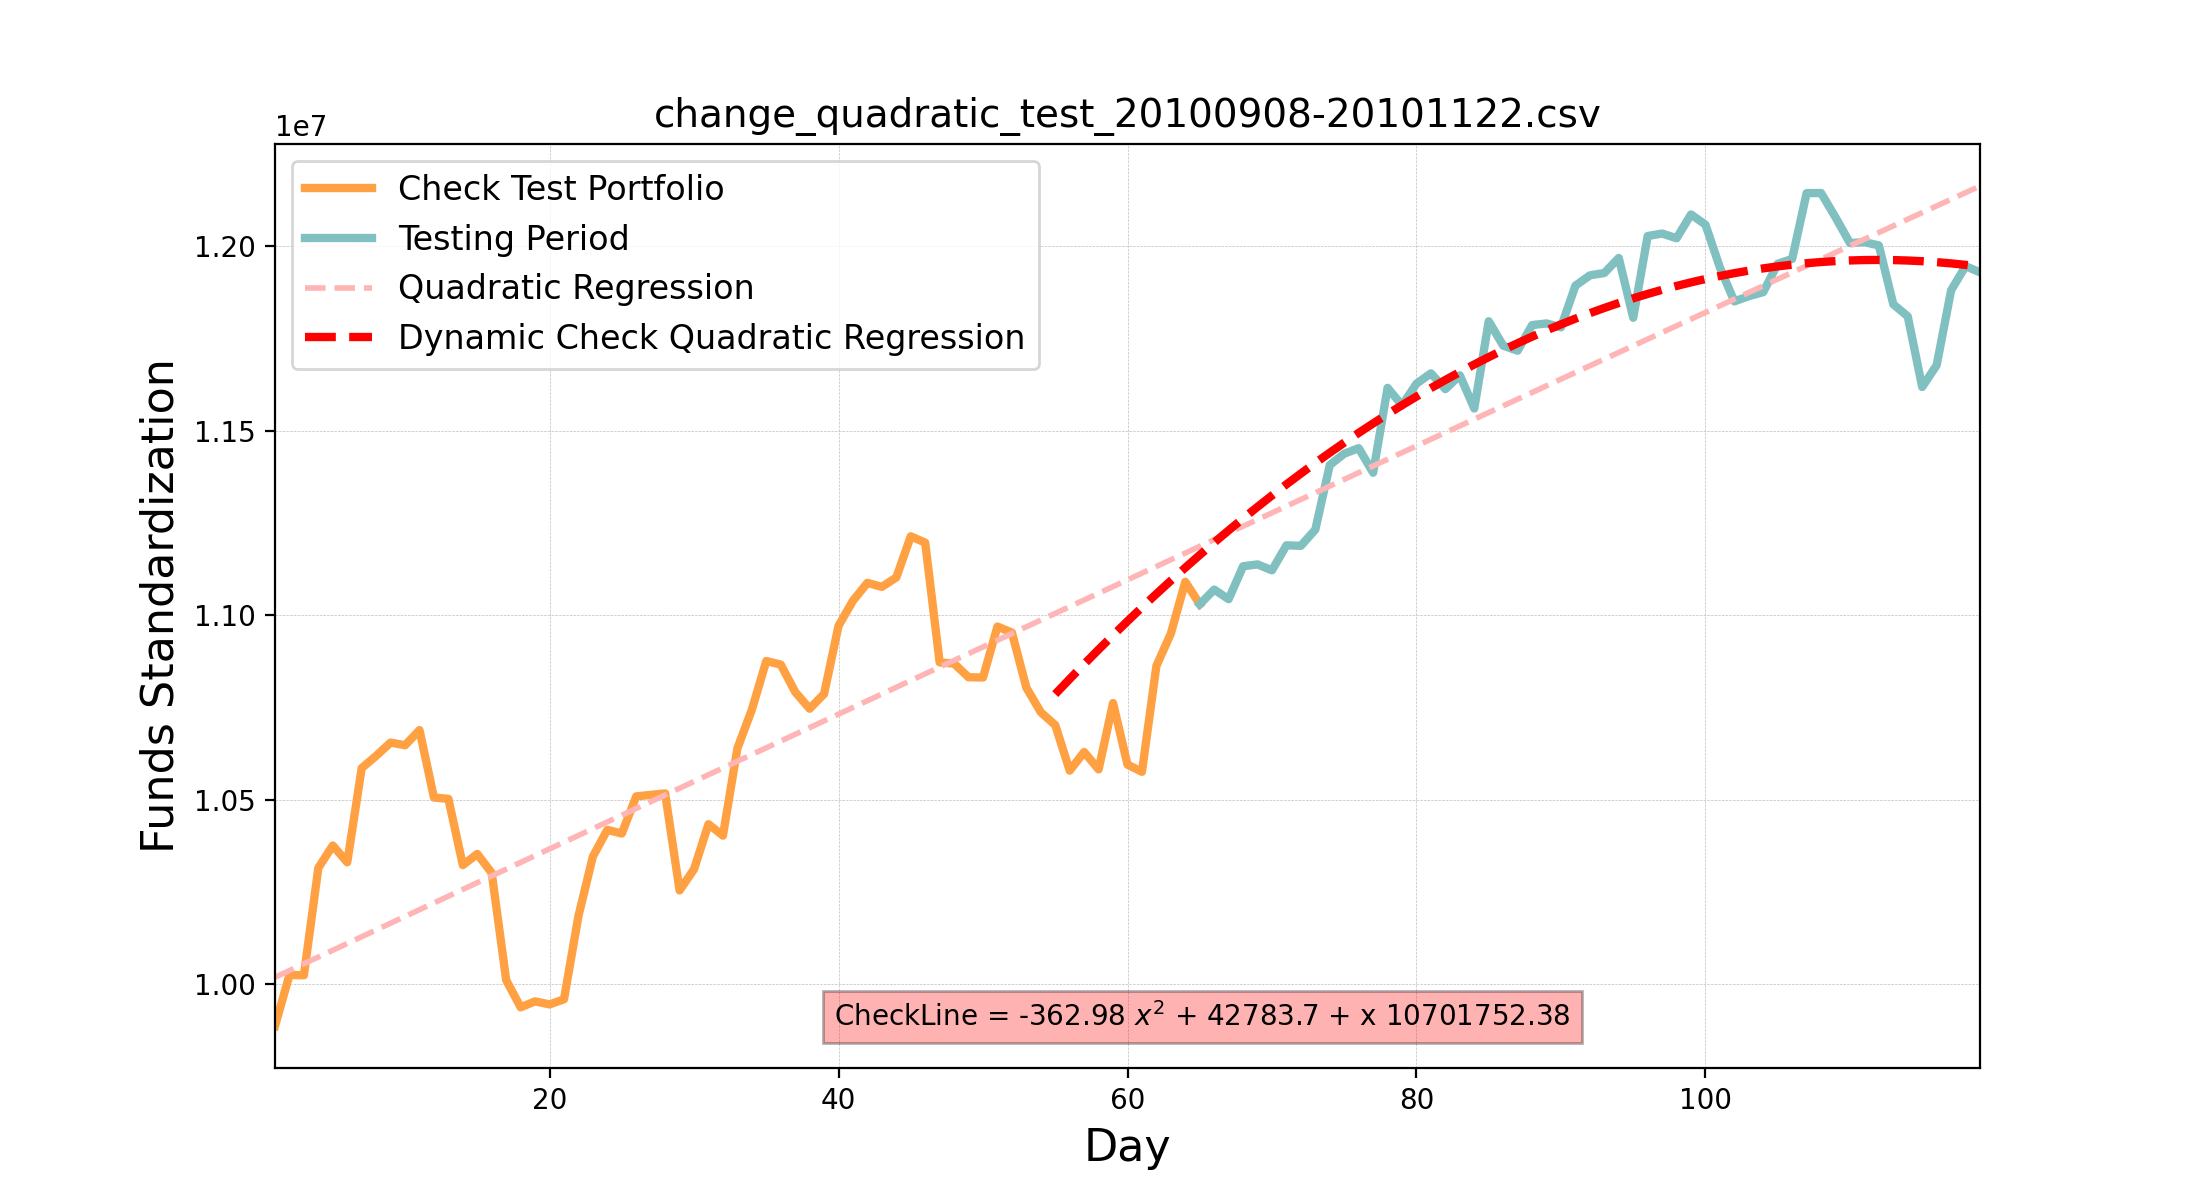 change_quadratic_test_20100908-20101122.csv
1e7
Check Test Portfolio
Testing Period
Quadratic Regression
Dynamic Check Quadratic Regression
1.20
1.15
1.10
1.05
1.00
Funds Standardization
CheckLine = -362.98 x² + 42783.7 + x 10701752.38
20 40 60 80 100
Day